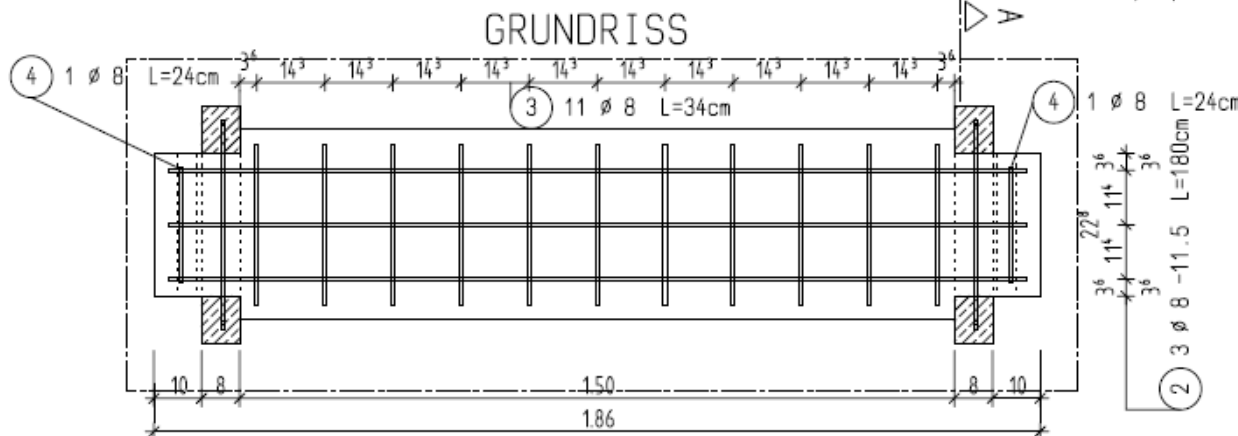 GRUNDRISS
A
3⁶ 14³ 14³ 14³ 14³ 14³ 14³ 14³ 14³ 14³ 14³ 3⁶
4 1 ø 8 L=24cm
3 11 ø 8 L=34cm
4 1 ø 8 L=24cm
3⁶ 11⁴ 11⁴ 3⁶
22⁸
3⁶ 3⁶
2 3 ø 8 -11.5 L=180cm
10 8 1.50 8 10
1.86